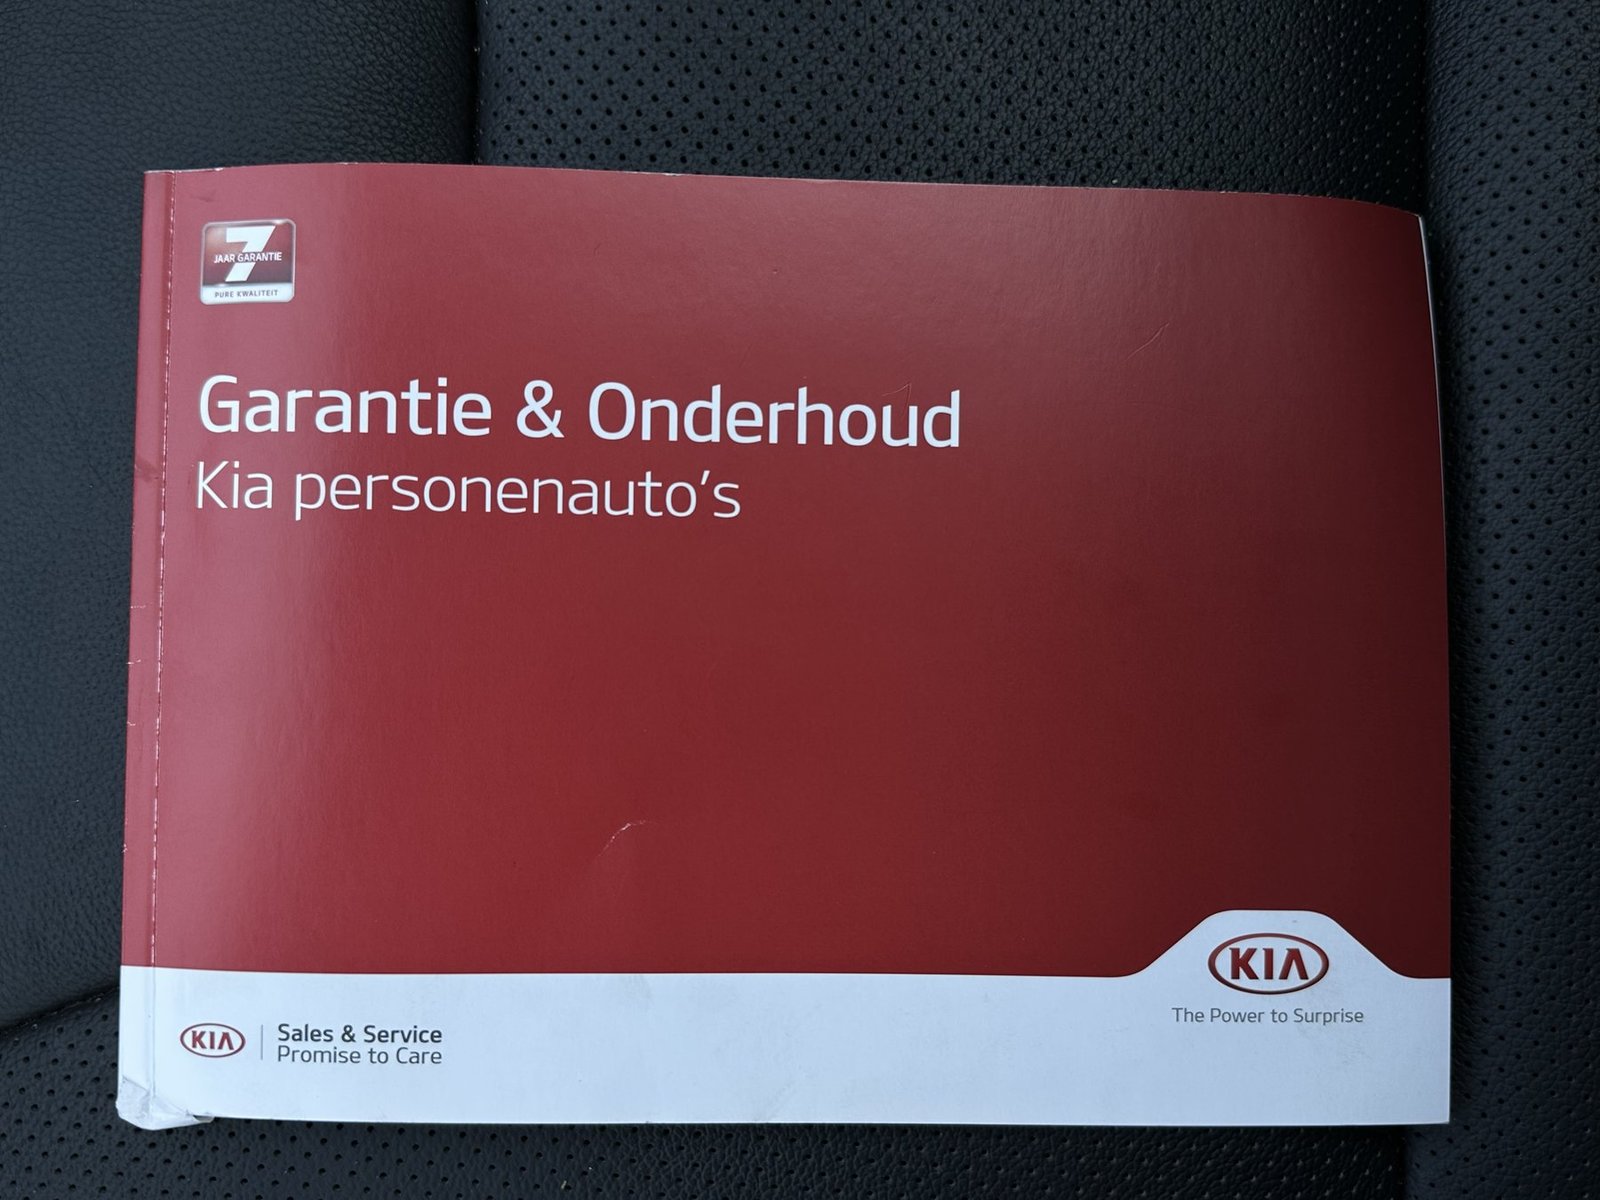 7
JAAR GARANTIE
PURE KWALITEIT
Garantie & Onderhoud
Kia personenauto's
KIA
The Power to Surprise
KIA
Sales & Service
Promise to Care